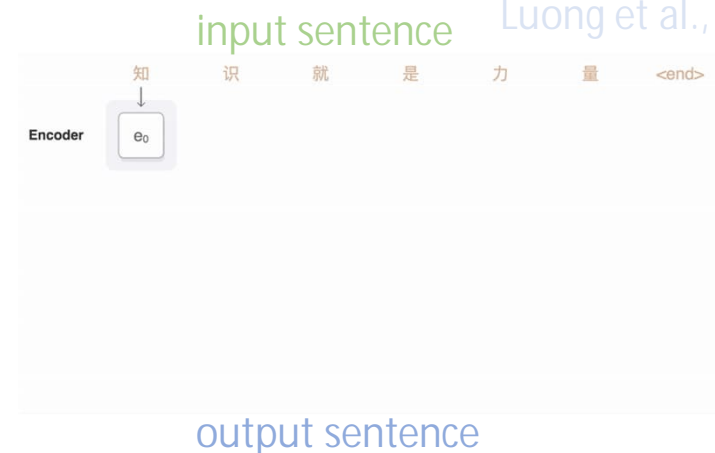 Luong et al.,
input sentence
知 识 就 是 力 量 <end>
Encoder e₀
output sentence